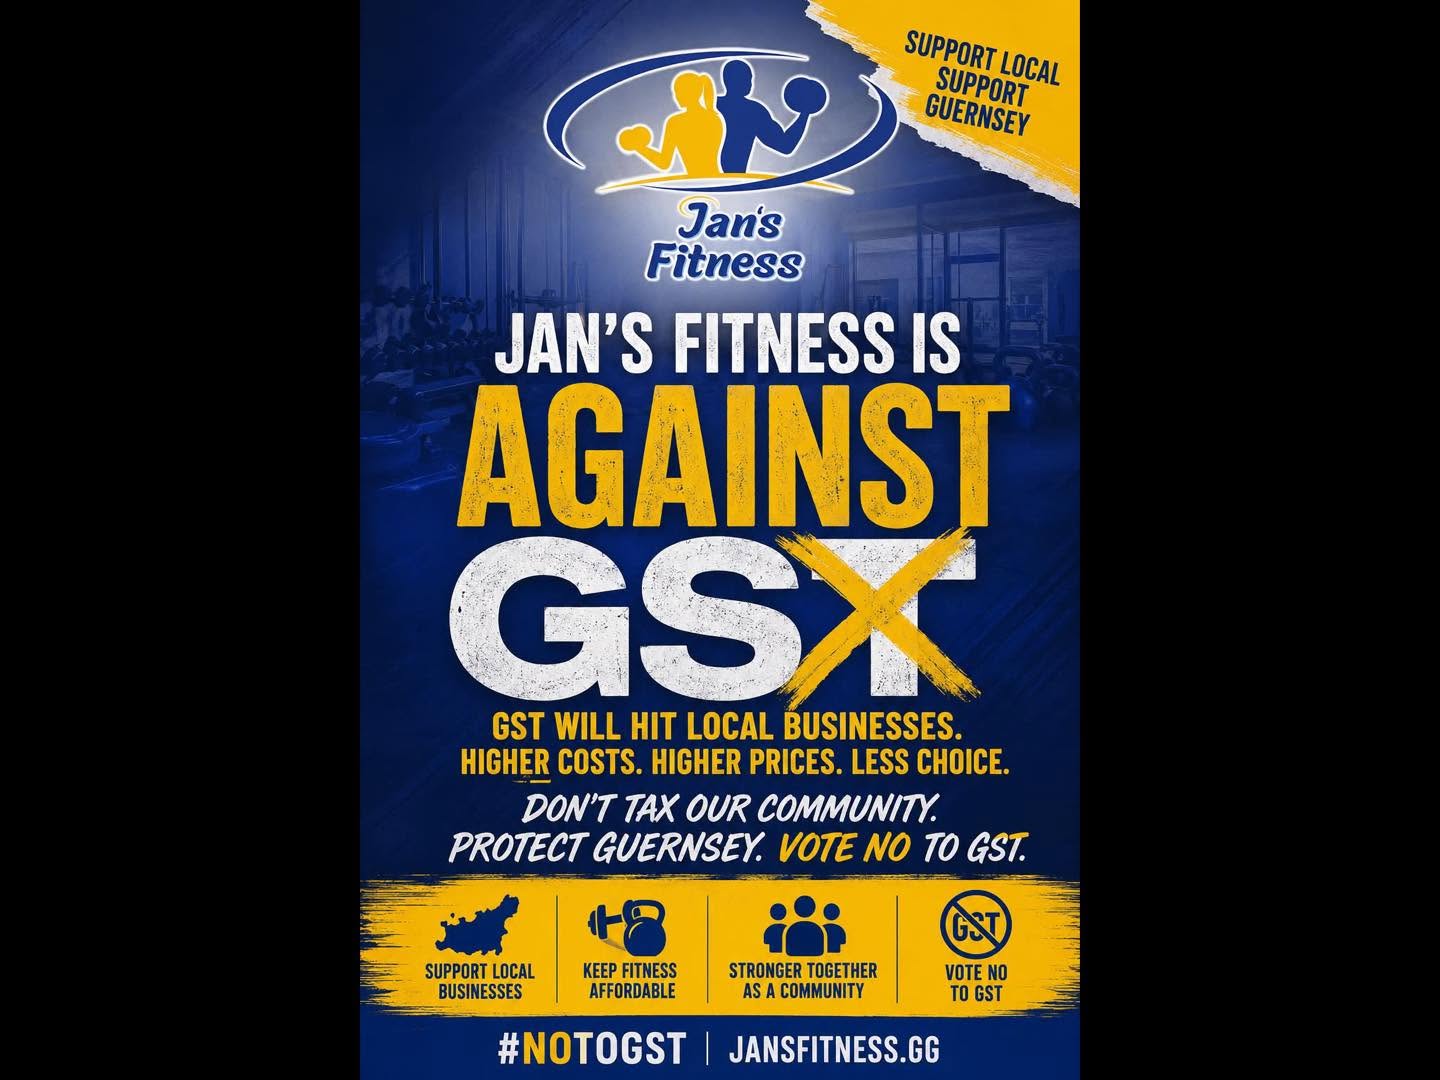 SUPPORT LOCAL
SUPPORT
GUERNSEY
Jan's
Fitness
JAN'S FITNESS IS
AGAINST
GST
GST WILL HIT LOCAL BUSINESSES.
HIGHER COSTS. HIGHER PRICES. LESS CHOICE.
DON'T TAX OUR COMMUNITY.
PROTECT GUERNSEY. VOTE NO TO GST.
SUPPORT LOCAL
BUSINESSES
KEEP FITNESS
AFFORDABLE
STRONGER TOGETHER
AS A COMMUNITY
GST
VOTE NO
TO GST
#NOTOGST | JANSFITNESS.GG